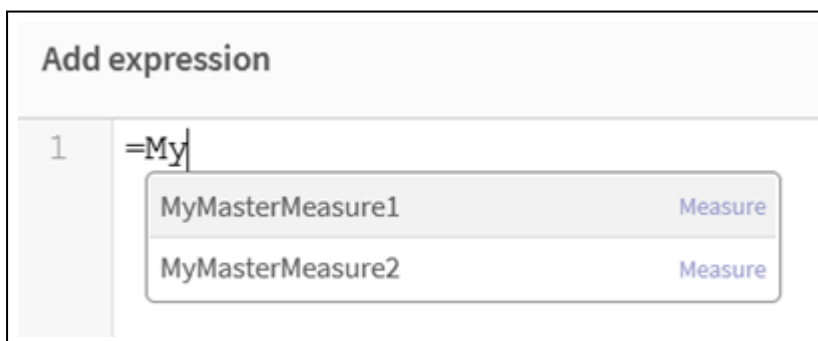 Add expression
1 =My
MyMasterMeasure1 Measure
MyMasterMeasure2 Measure